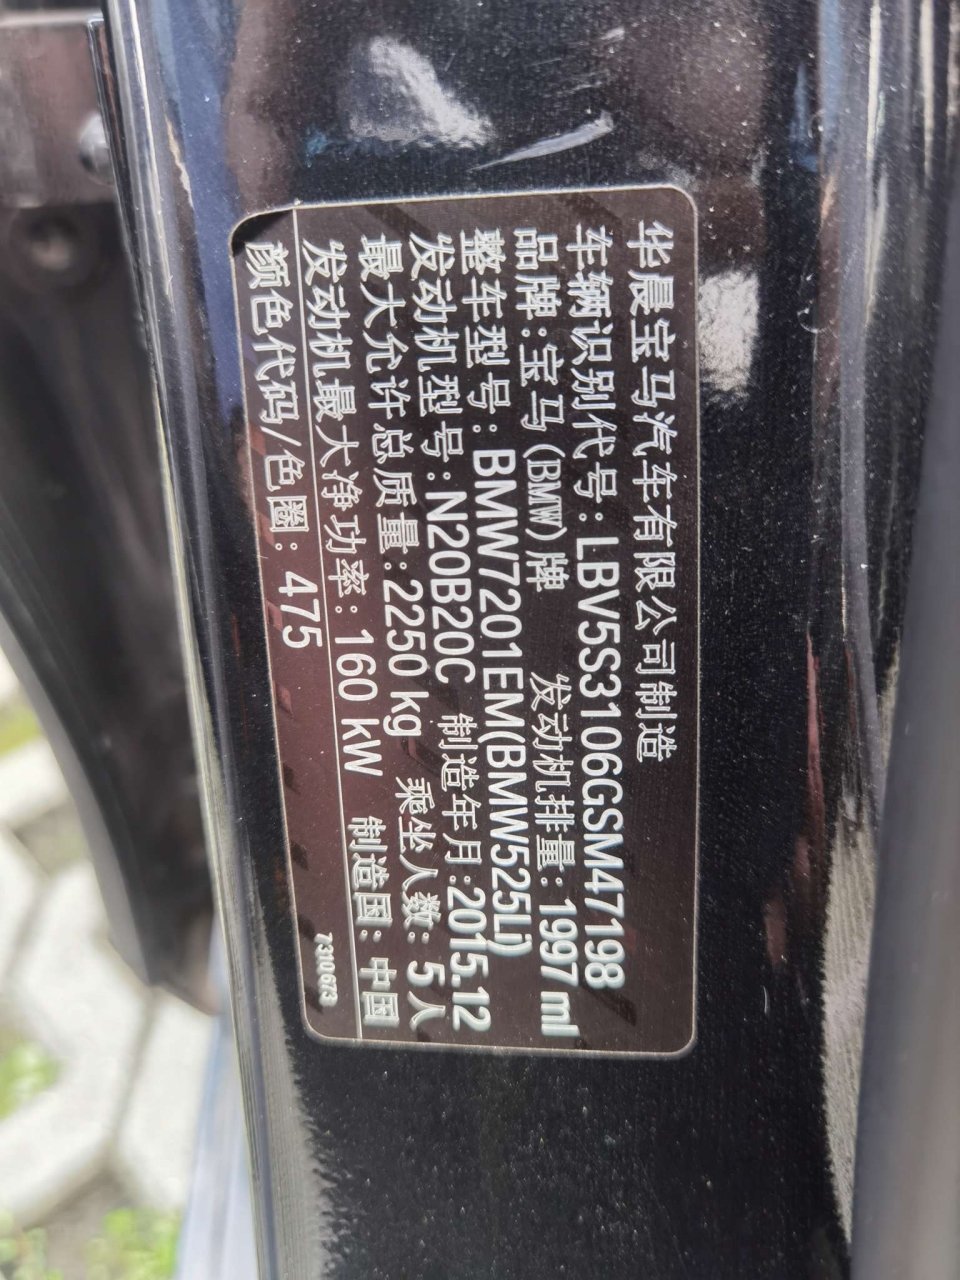 华晨宝马汽车有限公司制造
车辆识别代号:LBV5S3106GSM47198
品牌:宝马(BMW)牌 发动机排量:1997 ml
整车型号:BMW7201EM(BMW525Li)
发动机型号:N20B20C 制造年月:2015.12
最大允许总质量:2250 kg 乘坐人数:5人
发动机最大净功率:160 kW 制造国:中国
颜色代码/色圈:475
7310673